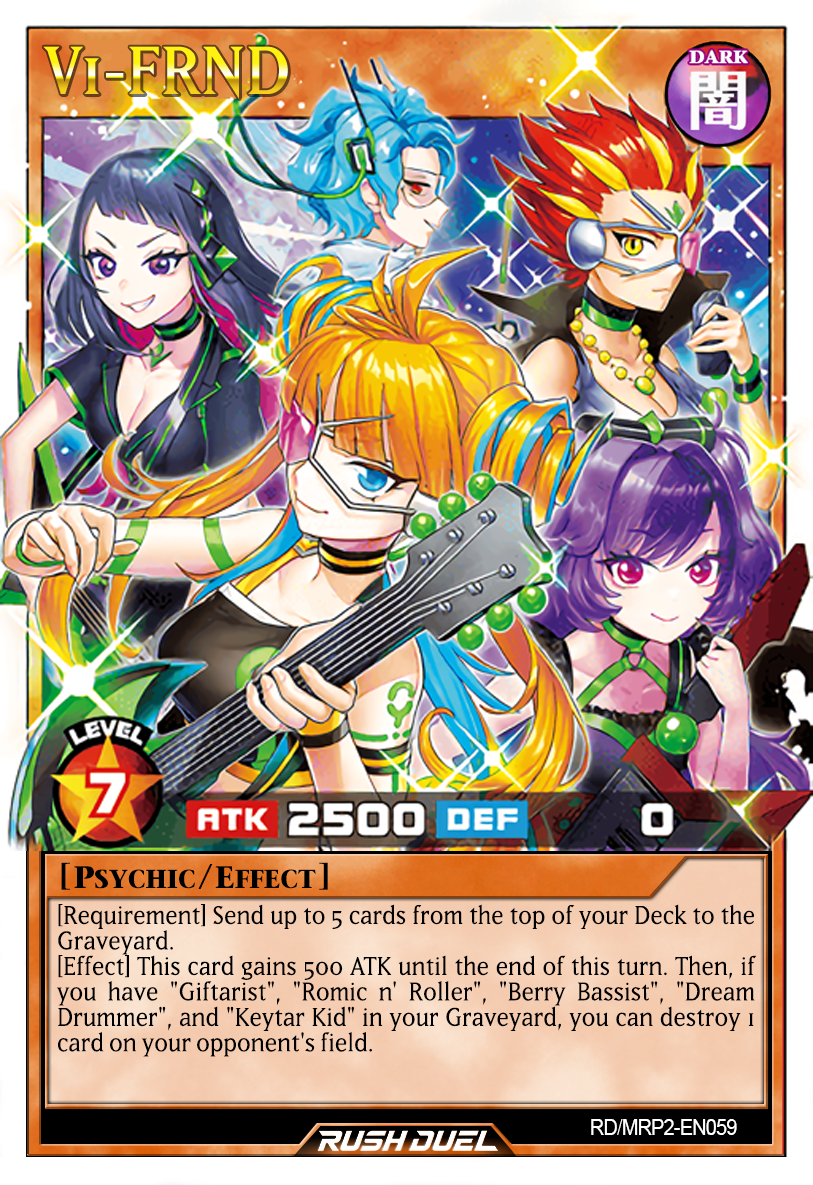 Vi-FRND
DARK
闇
LEVEL
7
ATK 2500 DEF 0
[Psychic/Effect]
[Requirement] Send up to 5 cards from the top of your Deck to the
Graveyard.
[Effect] This card gains 500 ATK until the end of this turn. Then, if
you have "Giftarist", "Romic n' Roller", "Berry Bassist", "Dream
Drummer", and "Keytar Kid" in your Graveyard, you can destroy 1
card on your opponent's field.
RD/MRP2-EN059
RUSH DUEL